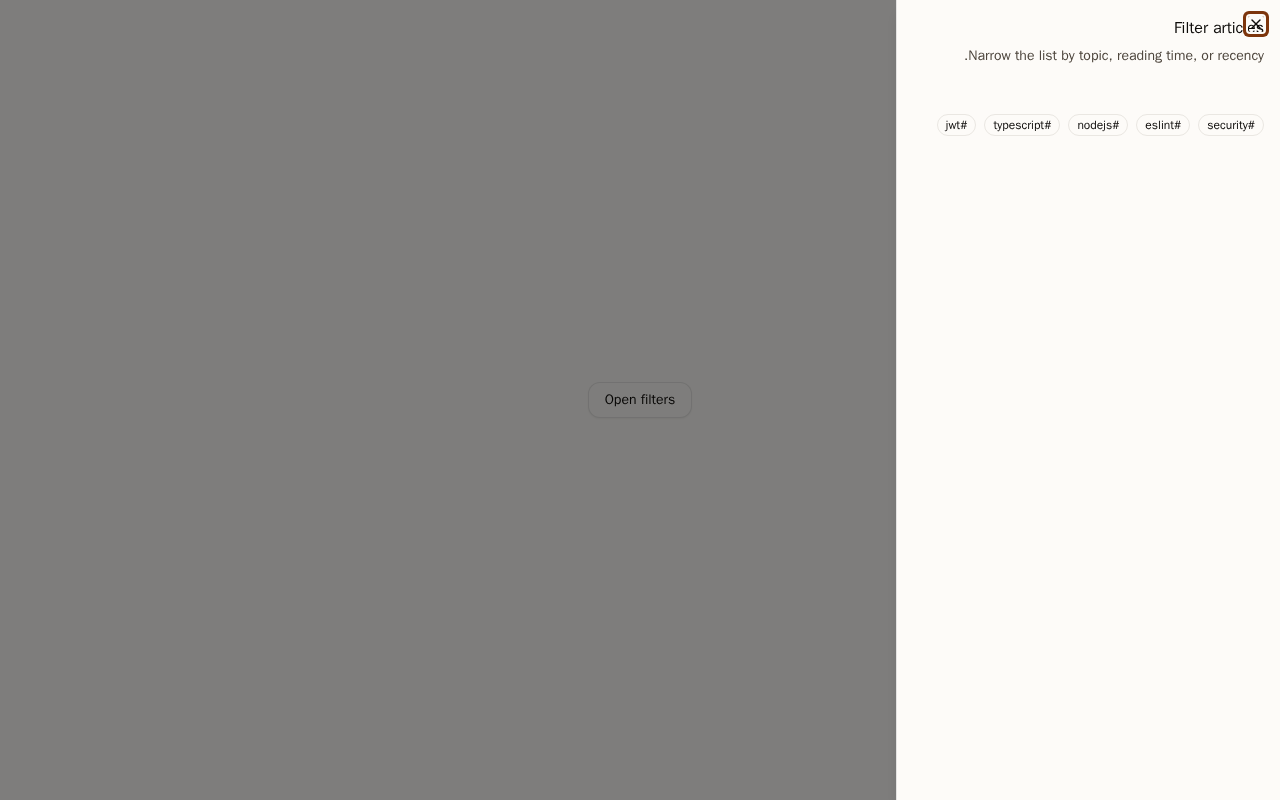 Filter articles
.Narrow the list by topic, reading time, or recency
jwt# typescript# nodejs# eslint# security#
Open filters